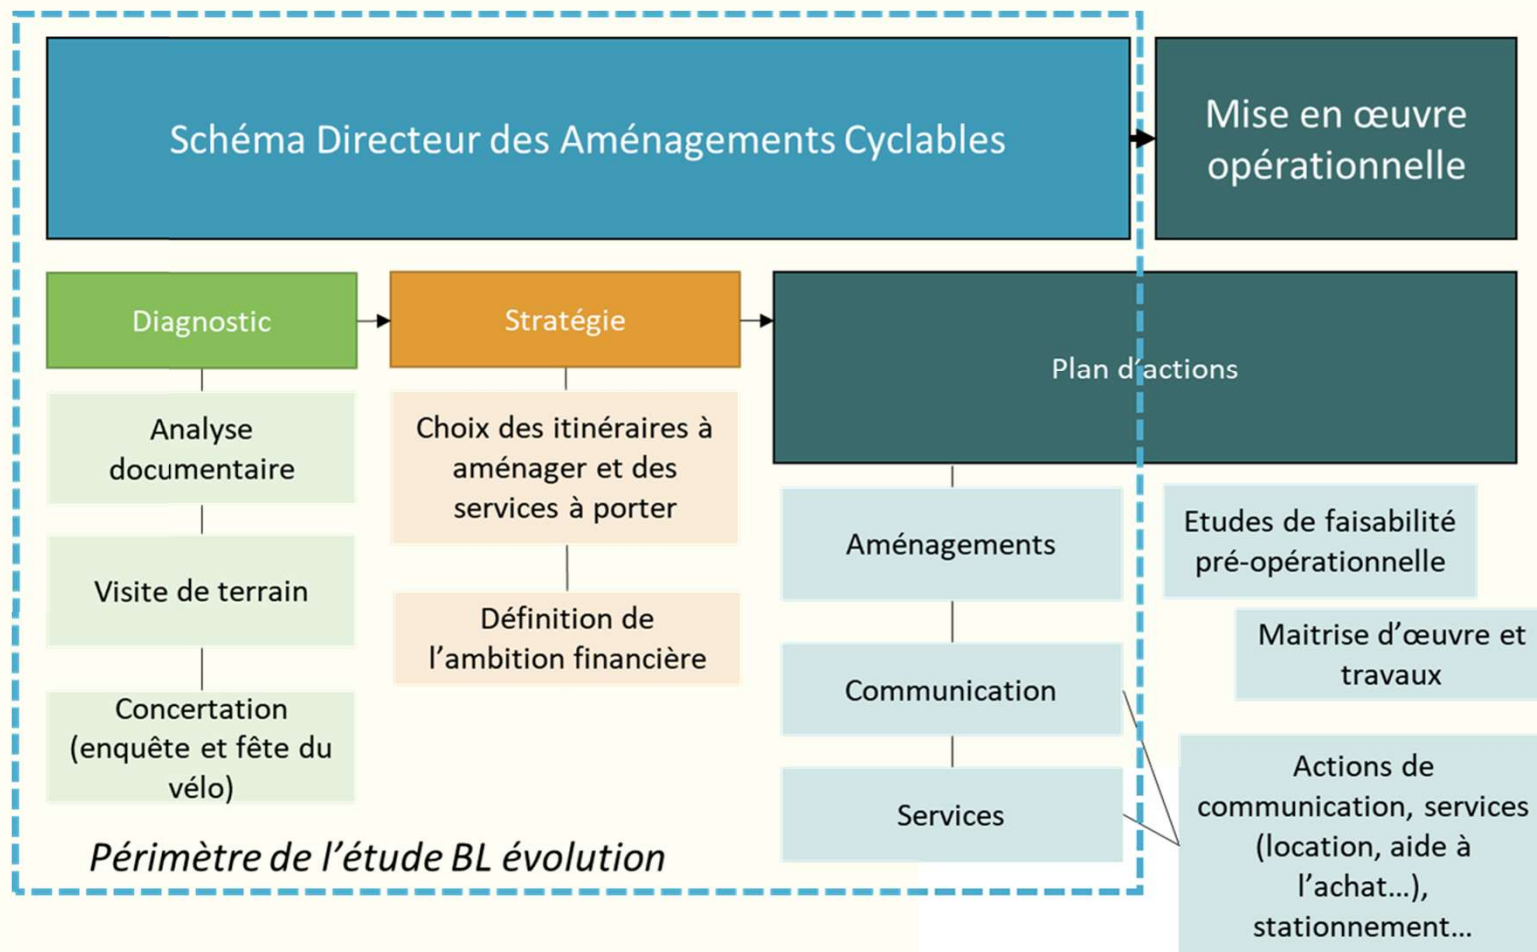 Schéma Directeur des Aménagements Cyclables
Mise en œuvre
opérationnelle
Diagnostic
Stratégie
Plan d'actions
Analyse
documentaire
Visite de terrain
Concertation
(enquête et fête du
vélo)
Choix des itinéraires à
aménager et des
services à porter
Définition de
l’ambition financière
Aménagements
Communication
Services
Etudes de faisabilité
pré-opérationnelle
Maitrise d’œuvre et
travaux
Actions de
communication, services
(location, aide à
l’achat…),
stationnement…
Périmètre de l’étude BL évolution